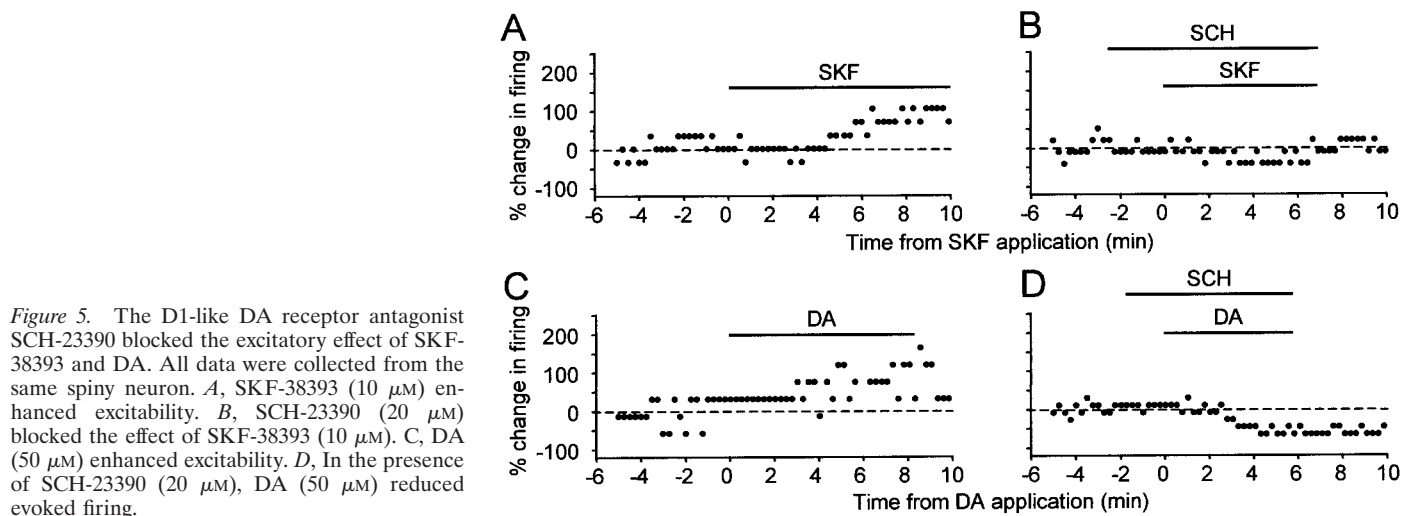 A
B
SCH
% change in firing
200
100
0
-100
SKF
SKF
-6 -4 -2 0 2 4 6 8 10
-6 -4 -2 0 2 4 6 8 10
Time from SKF application (min)
C
D
SCH
% change in firing
200
100
0
-100
DA
DA
-6 -4 -2 0 2 4 6 8 10
-6 -4 -2 0 2 4 6 8 10
Time from DA application (min)
Figure 5. The D1-like DA receptor antagonist
SCH-23390 blocked the excitatory effect of SKF-
38393 and DA. All data were collected from the
same spiny neuron. A, SKF-38393 (10 μM) en-
hanced excitability. B, SCH-23390 (20 μM)
blocked the effect of SKF-38393 (10 μM). C, DA
(50 μM) enhanced excitability. D, In the presence
of SCH-23390 (20 μM), DA (50 μM) reduced
evoked firing.